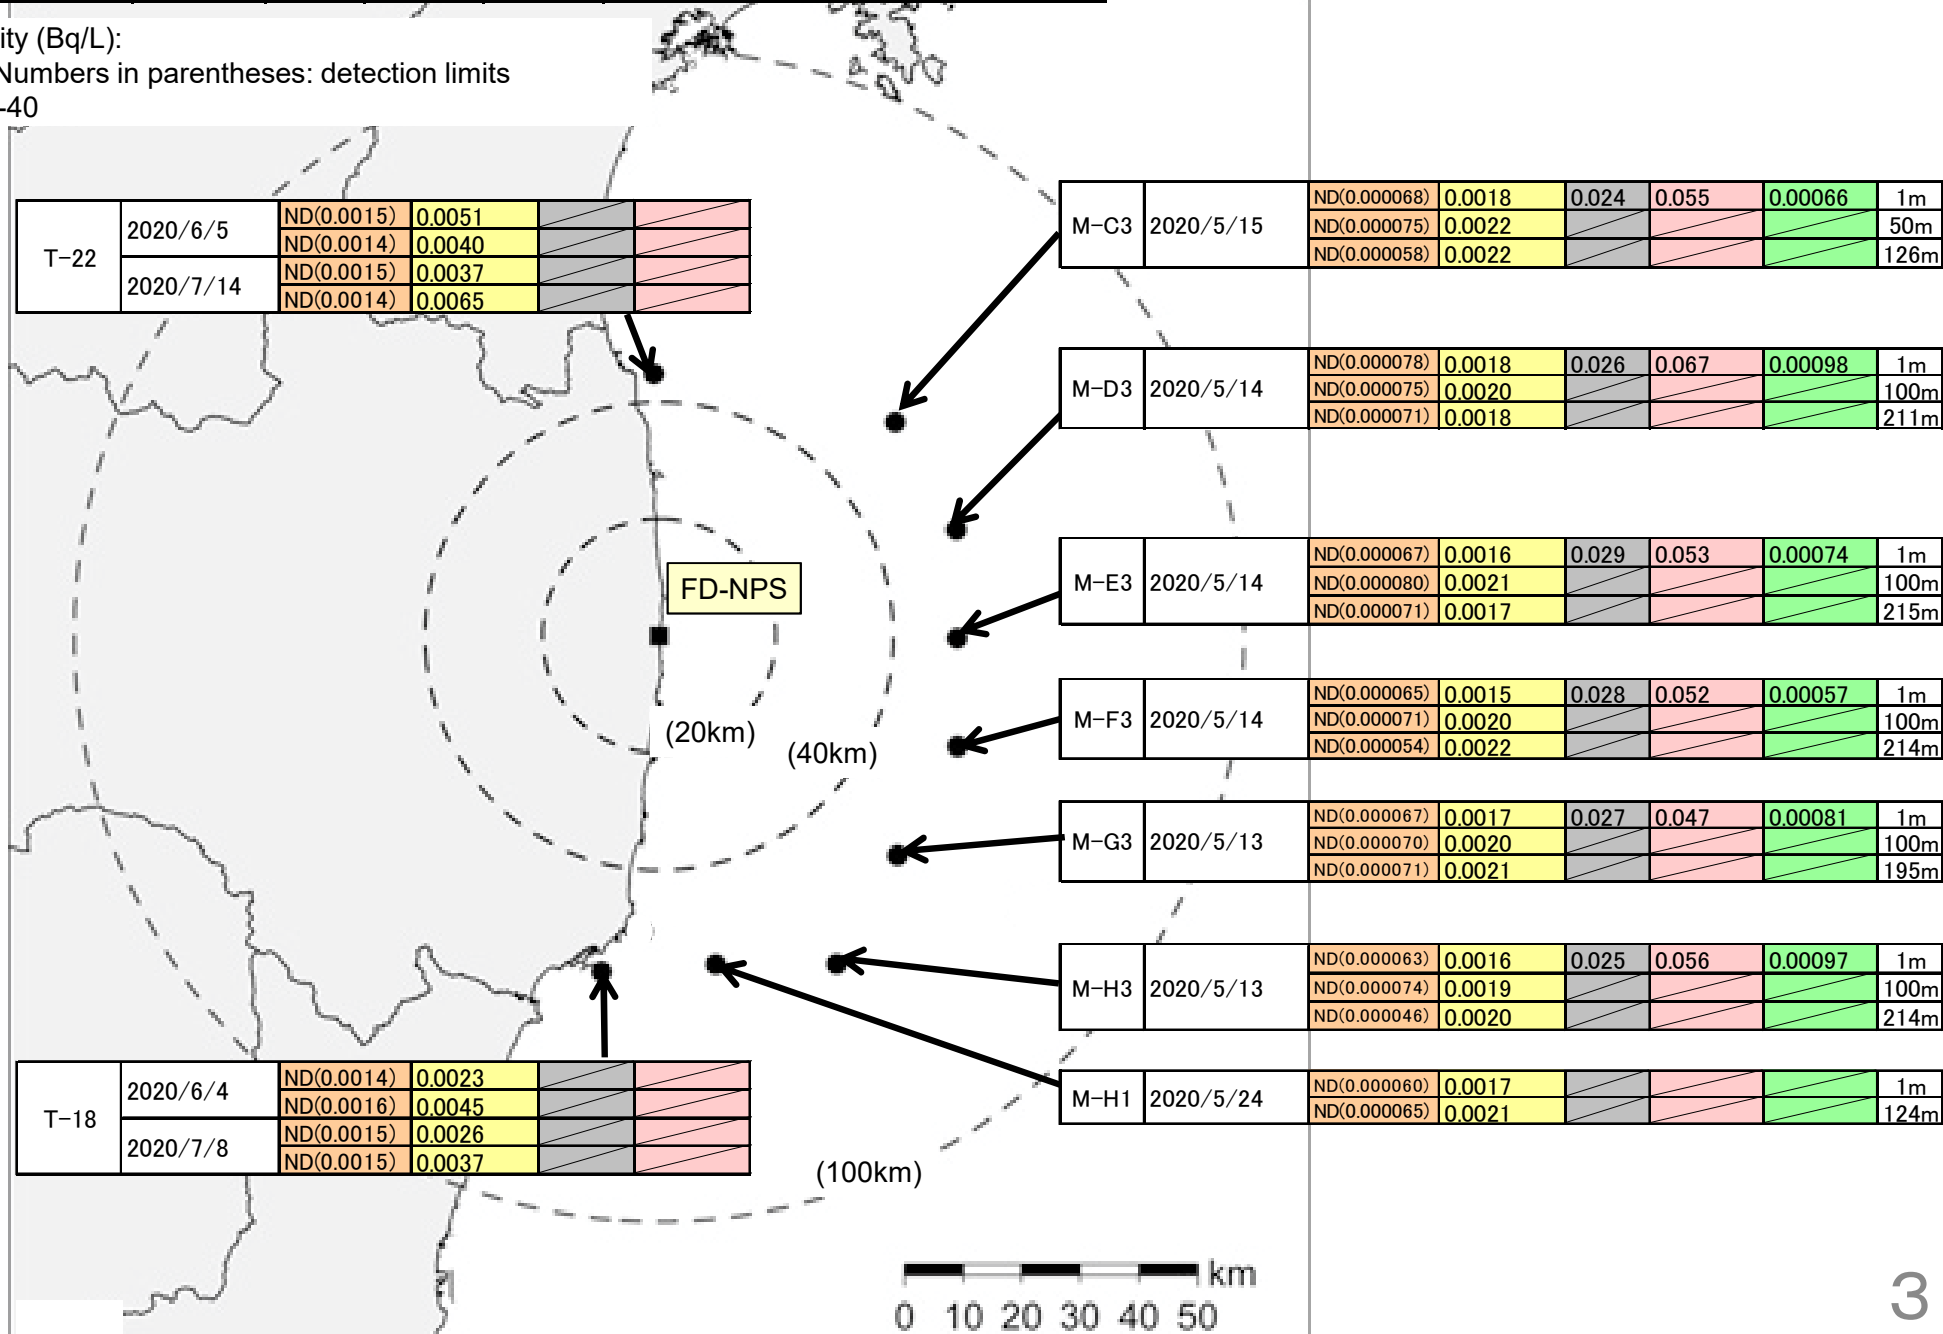 ity (Bq/L):
Numbers in parentheses: detection limits
-40
T-22 2020/6/5 ND(0.0015) 0.0051
ND(0.0014) 0.0040
2020/7/14 ND(0.0015) 0.0037
ND(0.0014) 0.0065
M-C3 2020/5/15 ND(0.000068) 0.0018 0.024 0.055 0.00066 1m
ND(0.000075) 0.0022 50m
ND(0.000058) 0.0022 126m
M-D3 2020/5/14 ND(0.000078) 0.0018 0.026 0.067 0.00098 1m
ND(0.000075) 0.0020 100m
ND(0.000071) 0.0018 211m
M-E3 2020/5/14 ND(0.000067) 0.0016 0.029 0.053 0.00074 1m
ND(0.000080) 0.0021 100m
ND(0.000071) 0.0017 215m
FD-NPS
(20km)
(40km)
M-F3 2020/5/14 ND(0.000065) 0.0015 0.028 0.052 0.00057 1m
ND(0.000071) 0.0020 100m
ND(0.000054) 0.0022 214m
M-G3 2020/5/13 ND(0.000067) 0.0017 0.027 0.047 0.00081 1m
ND(0.000070) 0.0020 100m
ND(0.000071) 0.0021 195m
M-H3 2020/5/13 ND(0.000063) 0.0016 0.025 0.056 0.00097 1m
ND(0.000074) 0.0019 100m
ND(0.000046) 0.0020 214m
M-H1 2020/5/24 ND(0.000060) 0.0017 1m
ND(0.000065) 0.0021 124m
T-18 2020/6/4 ND(0.0014) 0.0023
ND(0.0016) 0.0045
2020/7/8 ND(0.0015) 0.0026
ND(0.0015) 0.0037
(100km)
km
0 10 20 30 40 50
3